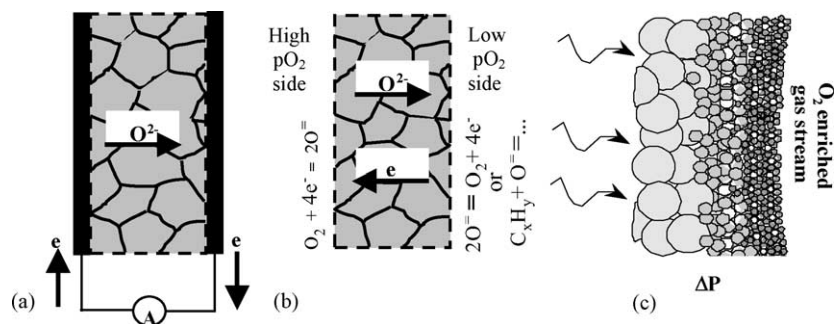 O²⁻
e
e
A
(a)
(b)
High
pO₂
side
O₂ + 4e⁻ = 2O⁼
O²⁻
e
Low
pO₂
side
2O⁼ = O₂ + 4e⁻
or
CₓHᵧ + O⁼=...
O₂ enriched
gas stream
ΔP
(c)